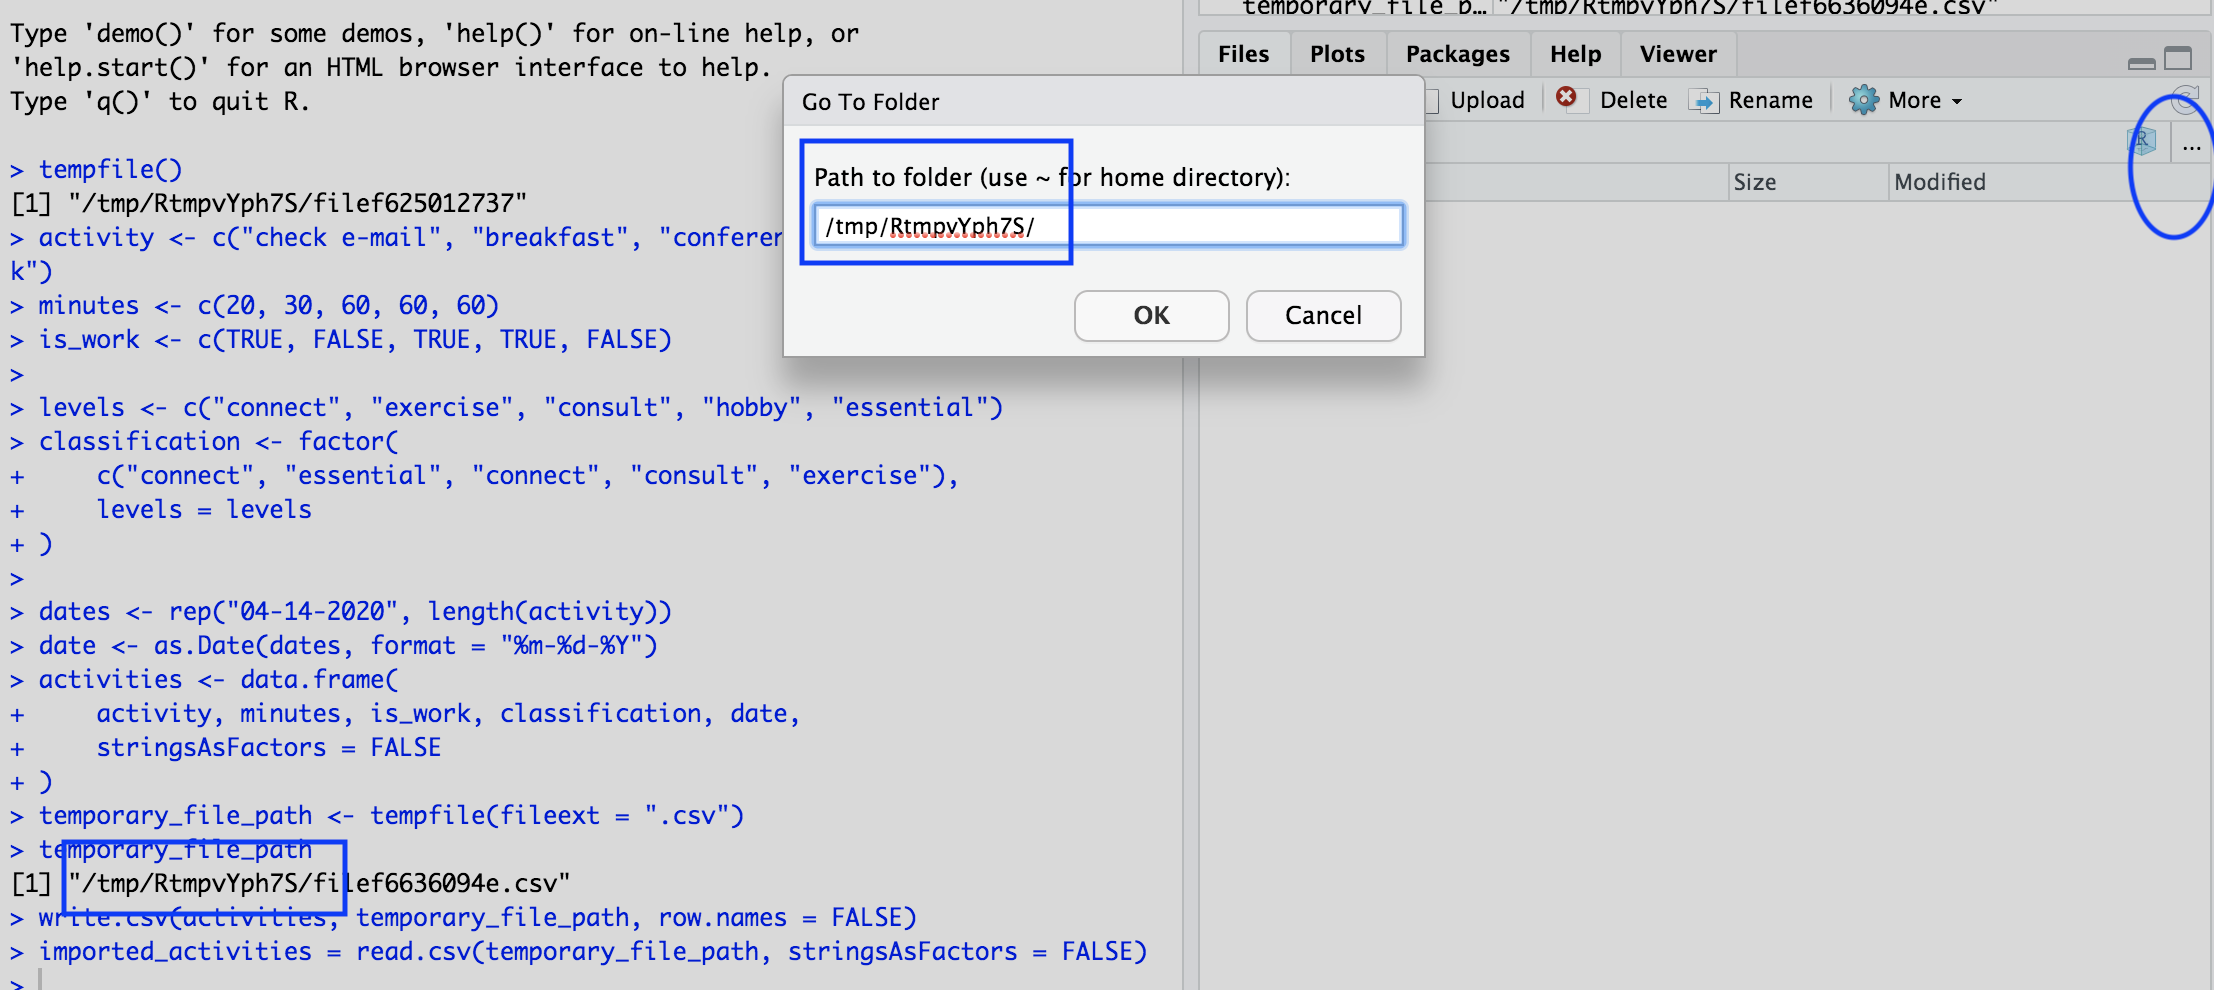 Type 'demo()' for some demos, 'help()' for on-line help, or
'help.start()' for an HTML browser interface to help.
Type 'q()' to quit R.
> tempfile()
[1] "/tmp/RtmpvYph7S/filef625012737"
> activity <- c("check e-mail", "breakfast", "conferen
k")
> minutes <- c(20, 30, 60, 60, 60)
> is_work <- c(TRUE, FALSE, TRUE, TRUE, FALSE)
>
> levels <- c("connect", "exercise", "consult", "hobby", "essential")
> classification <- factor(
+     c("connect", "essential", "connect", "consult", "exercise"),
+     levels = levels
+ )
>
> dates <- rep("04-14-2020", length(activity))
> date <- as.Date(dates, format = "%m-%d-%Y")
> activities <- data.frame(
+     activity, minutes, is_work, classification, date,
+     stringsAsFactors = FALSE
+ )
> temporary_file_path <- tempfile(fileext = ".csv")
> temporary_file_path
[1] "/tmp/RtmpvYph7S/filef6636094e.csv"
> write.csv(activities, temporary_file_path, row.names = FALSE)
> imported_activities = read.csv(temporary_file_path, stringsAsFactors = FALSE)
>
Go To Folder
Path to folder (use ~ for home directory):
/tmp/RtmpvYph7S/
OK Cancel
temporary_file_p… "/tmp/RtmpvYph7S/filef6636094e.csv"
Files Plots Packages Help Viewer
Upload Delete Rename More
R ...
Size Modified